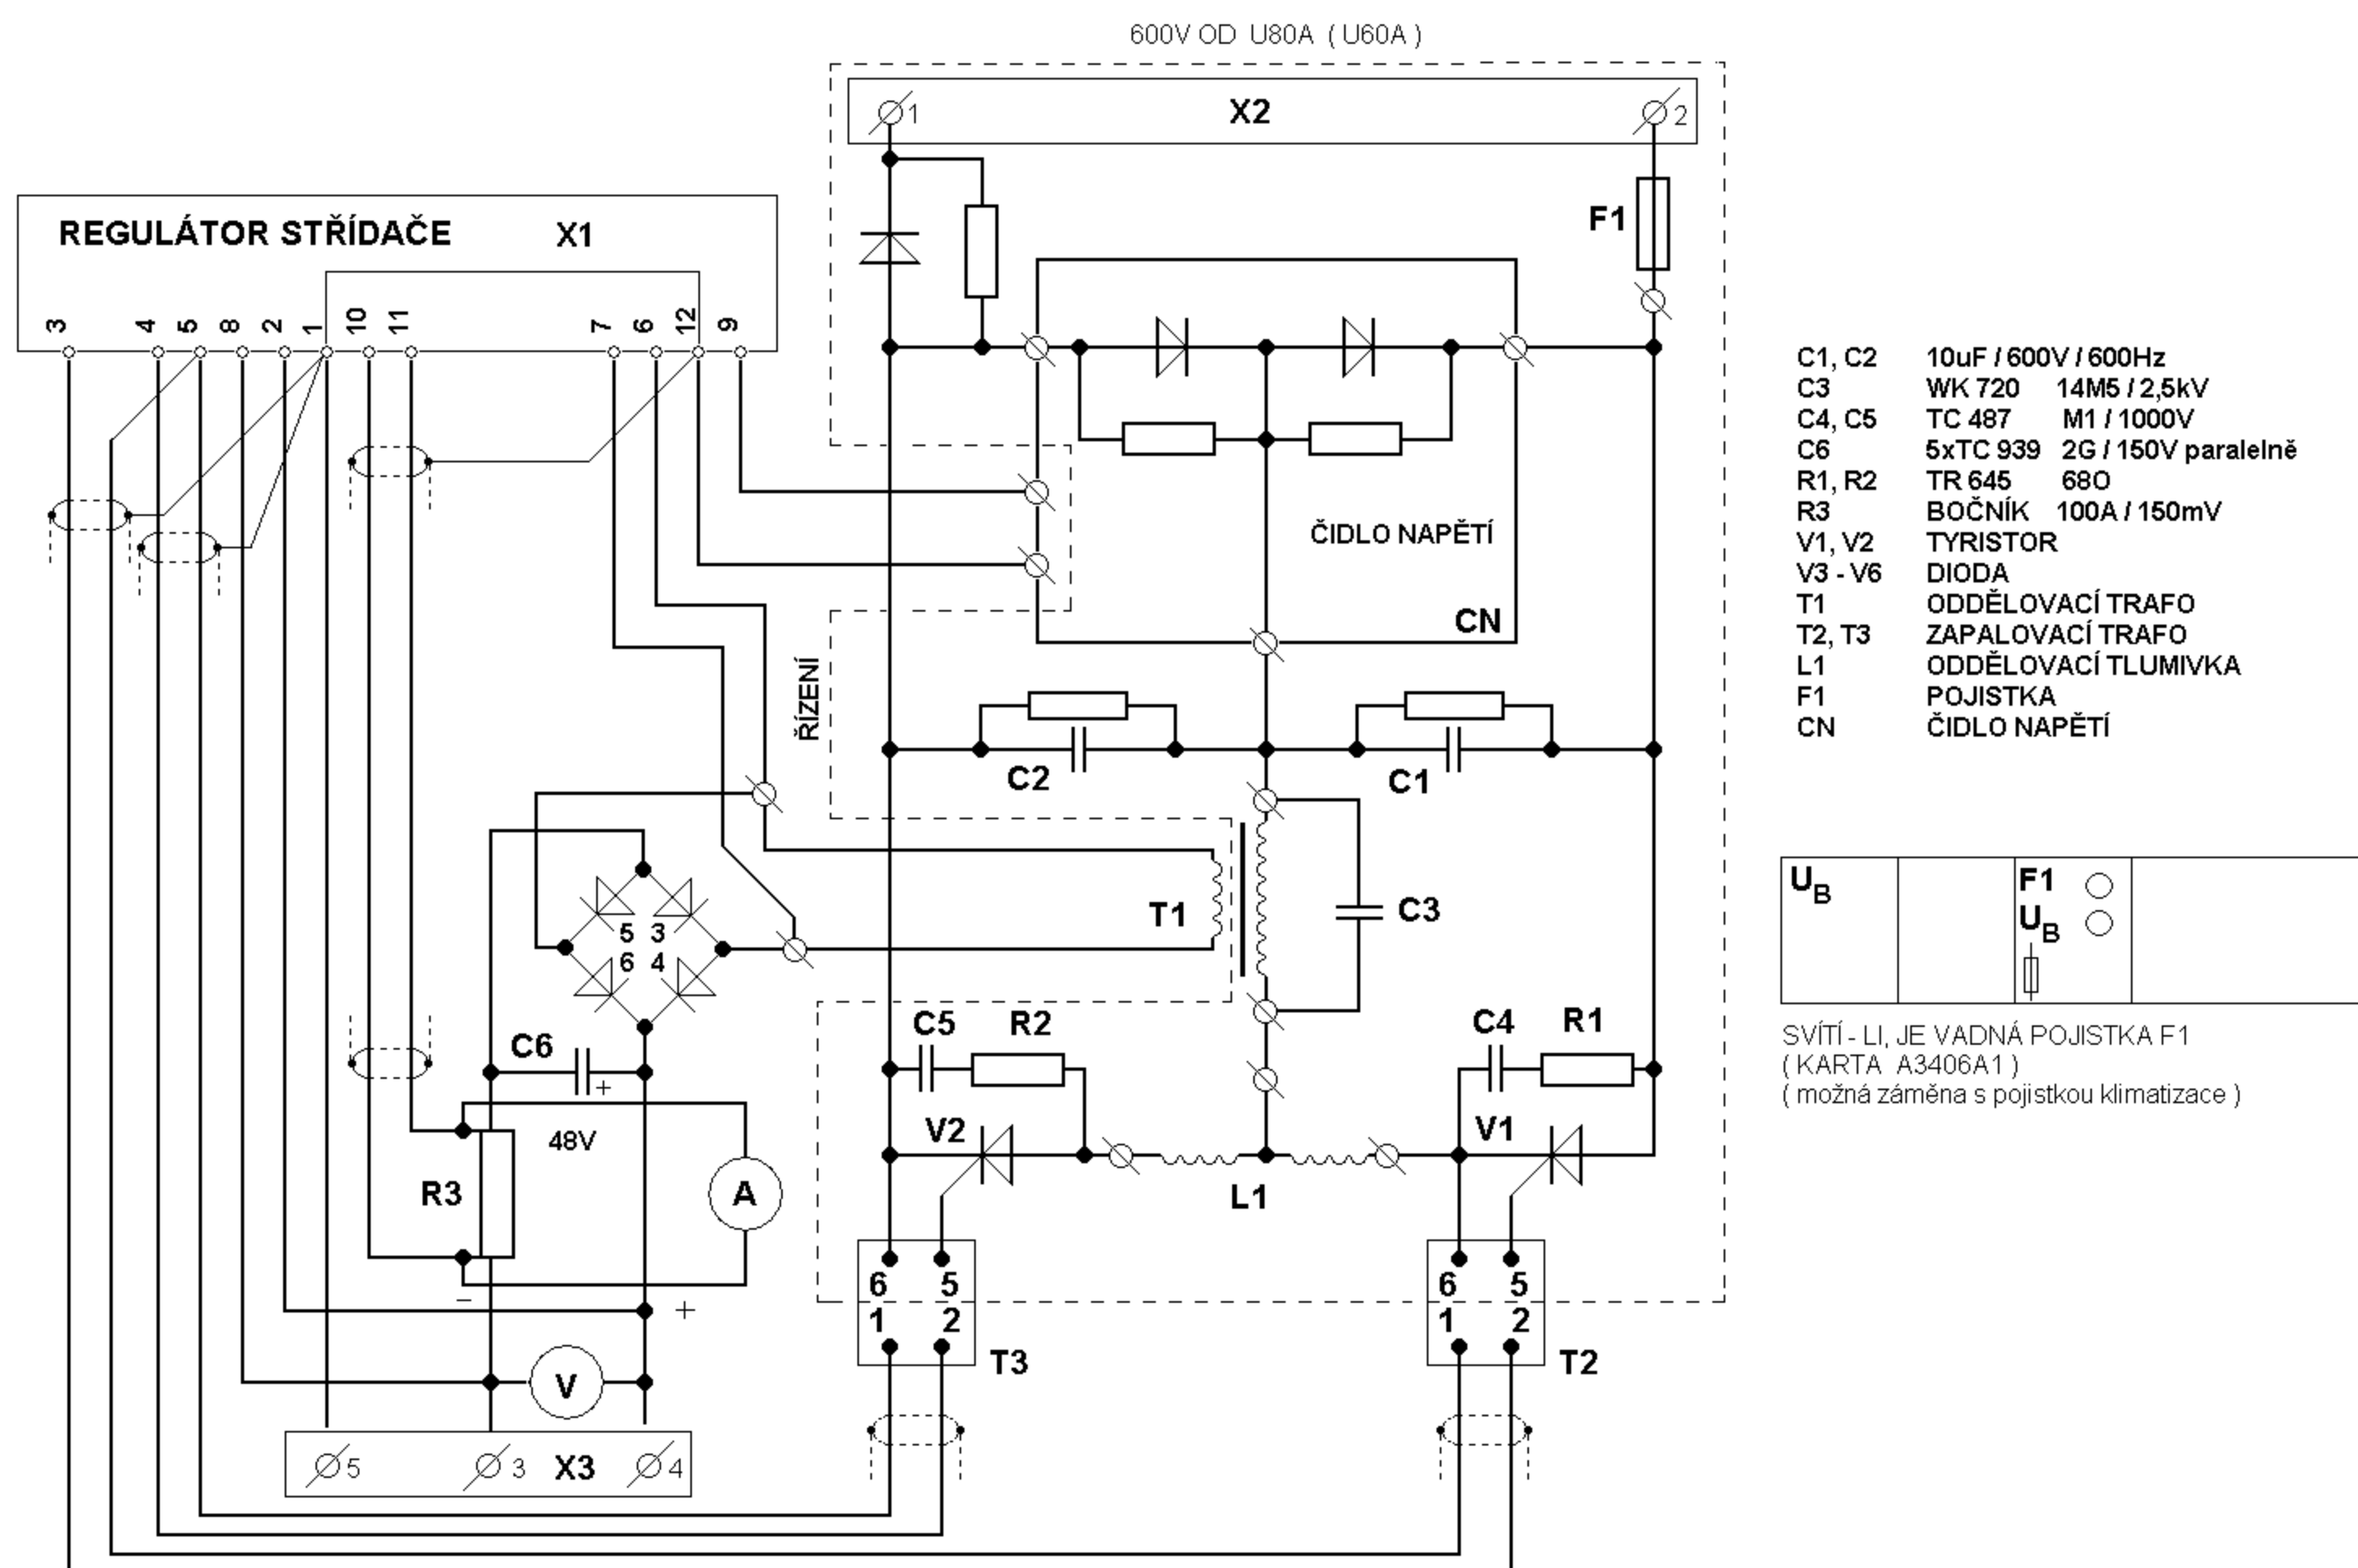 600V OD U80A ( U60A )
1 X2 2
REGULÁTOR STŘÍDAČE X1
F1
3 4 5 8 2 1 10 11 7 6 12 9
C1, C2 10uF / 600V / 600Hz
C3 WK 720 14M5 / 2,5kV
C4, C5 TC 487 M1 / 1000V
C6 5xTC 939 2G / 150V paralelně
R1, R2 TR 645 68O
R3 BOČNÍK 100A / 150mV
V1, V2 TYRISTOR
V3 - V6 DIODA
T1 ODDĚLOVACÍ TRAFO
T2, T3 ZAPALOVACÍ TRAFO
L1 ODDĚLOVACÍ TLUMIVKA
F1 POJISTKA
CN ČIDLO NAPĚTÍ
ČIDLO NAPĚTÍ
CN
ŘÍZENÍ
C2 C1
T1 C3
5 3
6 4
UB F1
UB
SVÍTÍ - LI, JE VADNÁ POJISTKA F1
( KARTA A3406A1 )
( možná záměna s pojistkou klimatizace )
C5 R2 C4 R1
C6 +
V2 V1
48V
R3 A L1
6 5 6 5
− +
1 2 1 2
T3 T2
V
5 3 X3 4